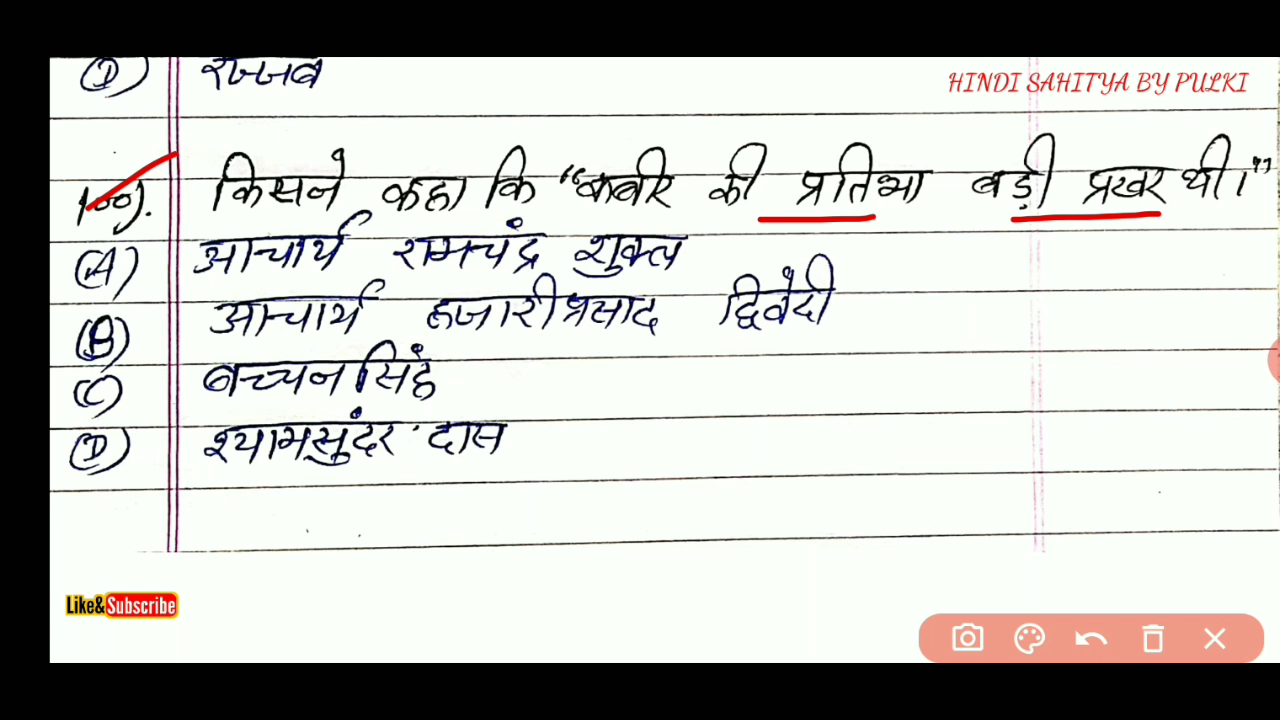 (D) रज्जब
HINDI SAHITYA BY PULKI
100). किसने कहा कि "कबीर की प्रतिभा बड़ी प्रखर थी।"
(A) आचार्य रामचंद्र शुक्ल
(B) आचार्य हजारीप्रसाद द्विवेदी
(C) बच्चन सिंह
(D) श्यामसुंदर दास
Like& Subscribe